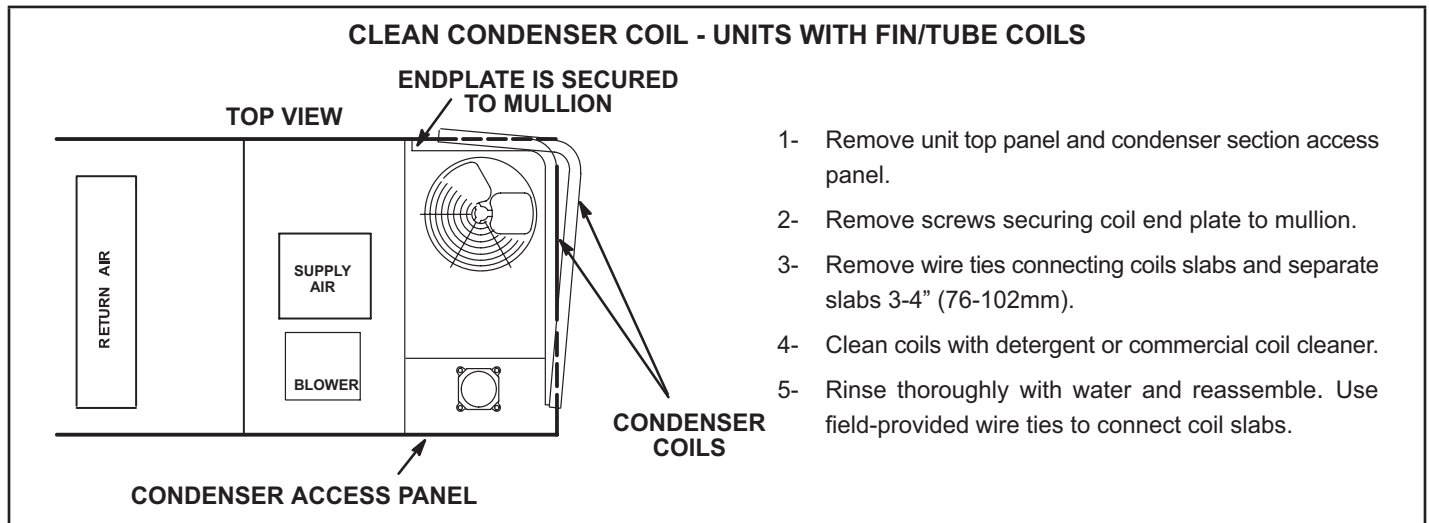 CLEAN CONDENSER COIL - UNITS WITH FIN/TUBE COILS
ENDPLATE IS SECURED
TO MULLION
TOP VIEW
RETURN AIR
SUPPLY
AIR
BLOWER
CONDENSER
COILS
CONDENSER ACCESS PANEL
1- Remove unit top panel and condenser section access
panel.
2- Remove screws securing coil end plate to mullion.
3- Remove wire ties connecting coils slabs and separate
slabs 3-4” (76-102mm).
4- Clean coils with detergent or commercial coil cleaner.
5- Rinse thoroughly with water and reassemble. Use
field-provided wire ties to connect coil slabs.